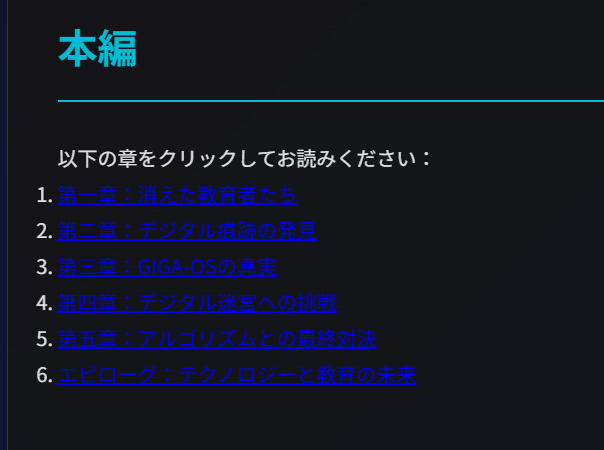 本編
以下の章をクリックしてお読みください：
1. 第一章：消えた教育者たち
2. 第二章：デジタル痕跡の発見
3. 第三章：GIGA-OSの真実
4. 第四章：デジタル迷宮への挑戦
5. 第五章：アルゴリズムとの最終対決
6. エピローグ：テクノロジーと教育の未来